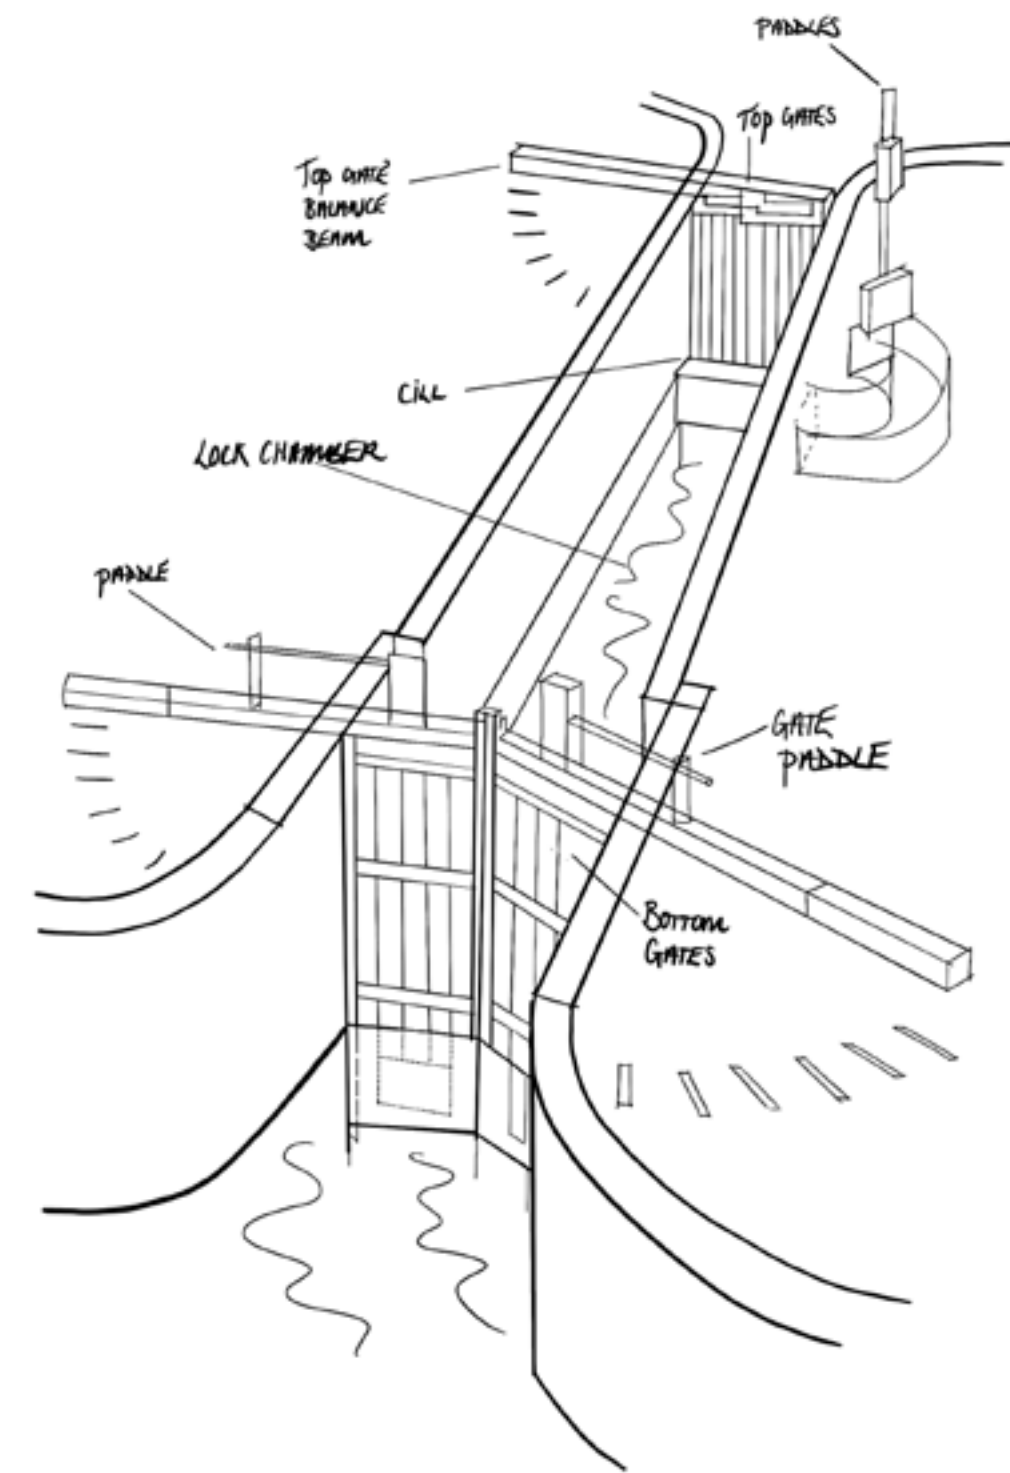 PADDLES
TOP GATES
TOP GATE
BALANCE
BEAM
CILL
LOCK CHAMBER
PADDLE
GATE
PADDLE
BOTTOM
GATES